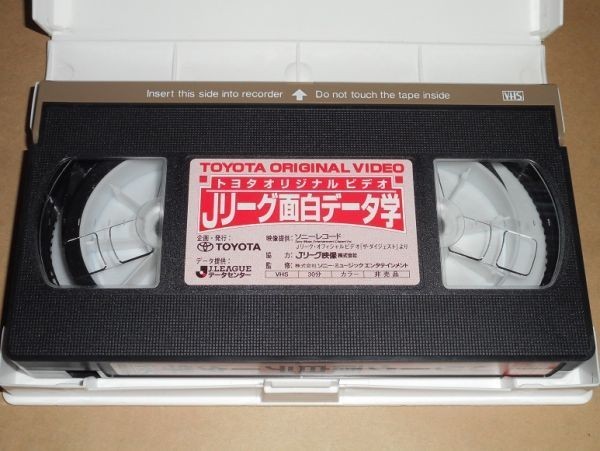 Insert this side into recorder ⬆ Do not touch the tape inside
VHS
TOYOTA ORIGINAL VIDEO
トヨタオリジナルビデオ
Jリーグ面白データ学
企画・発行:
TOYOTA
データ提供:
J.LEAGUE
データセンター
映像提供: ソニーレコード
Jリーグ・オフィシャルビデオ「ザ・ダイジェスト」より
協力: Jリーグ映像株式会社
監修: 株式会社ソニー・ミュージックエンタテインメント
VHS 30分 カラー 非売品